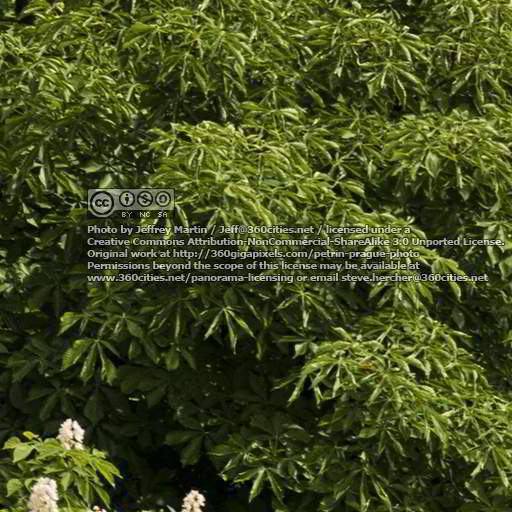 cc
BY NC SA
Photo by Jeffrey Martin / Jeff@360cities.net / licensed under a
Creative Commons Attribution-NonCommercial-ShareAlike 3.0 Unported License.
Original work at http://360gigapixels.com/petrin-prague-photo
Permissions beyond the scope of this license may be available at
www.360cities.net/panorama-licensing or email steve.hercher@360cities.net